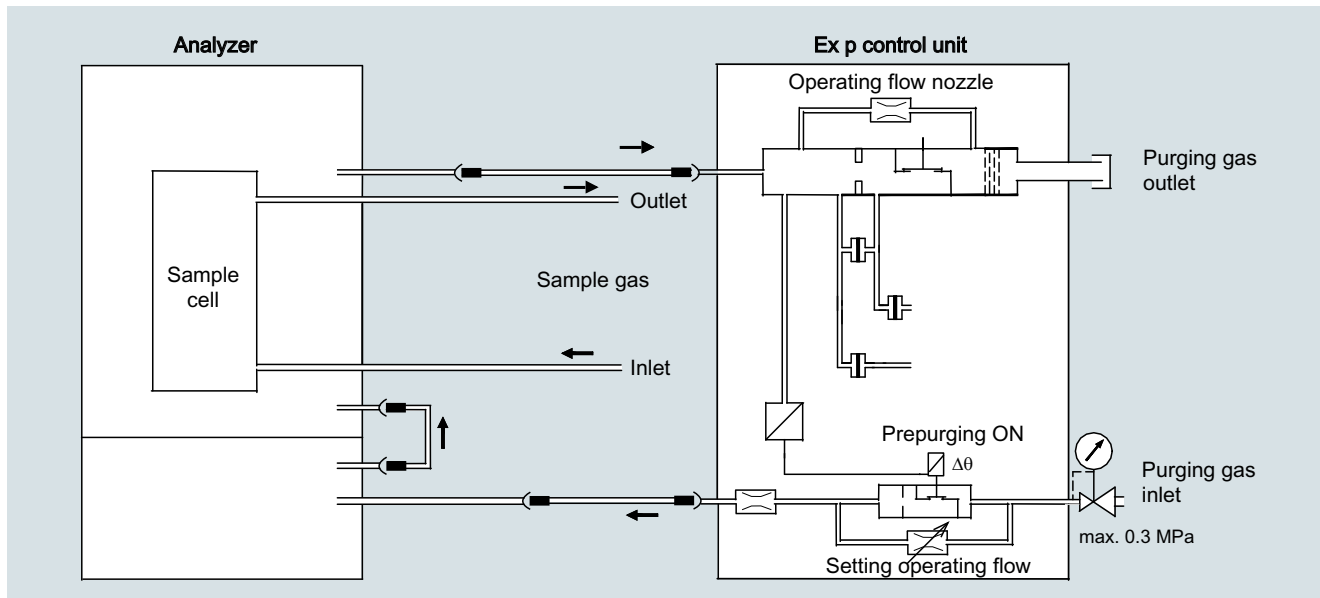 Analyzer
Ex p control unit
Operating flow nozzle
Purging gas
outlet
Outlet
Sample
cell
Sample gas
Inlet
Prepurging ON
Δθ
Purging gas
inlet
max. 0.3 MPa
Setting operating flow